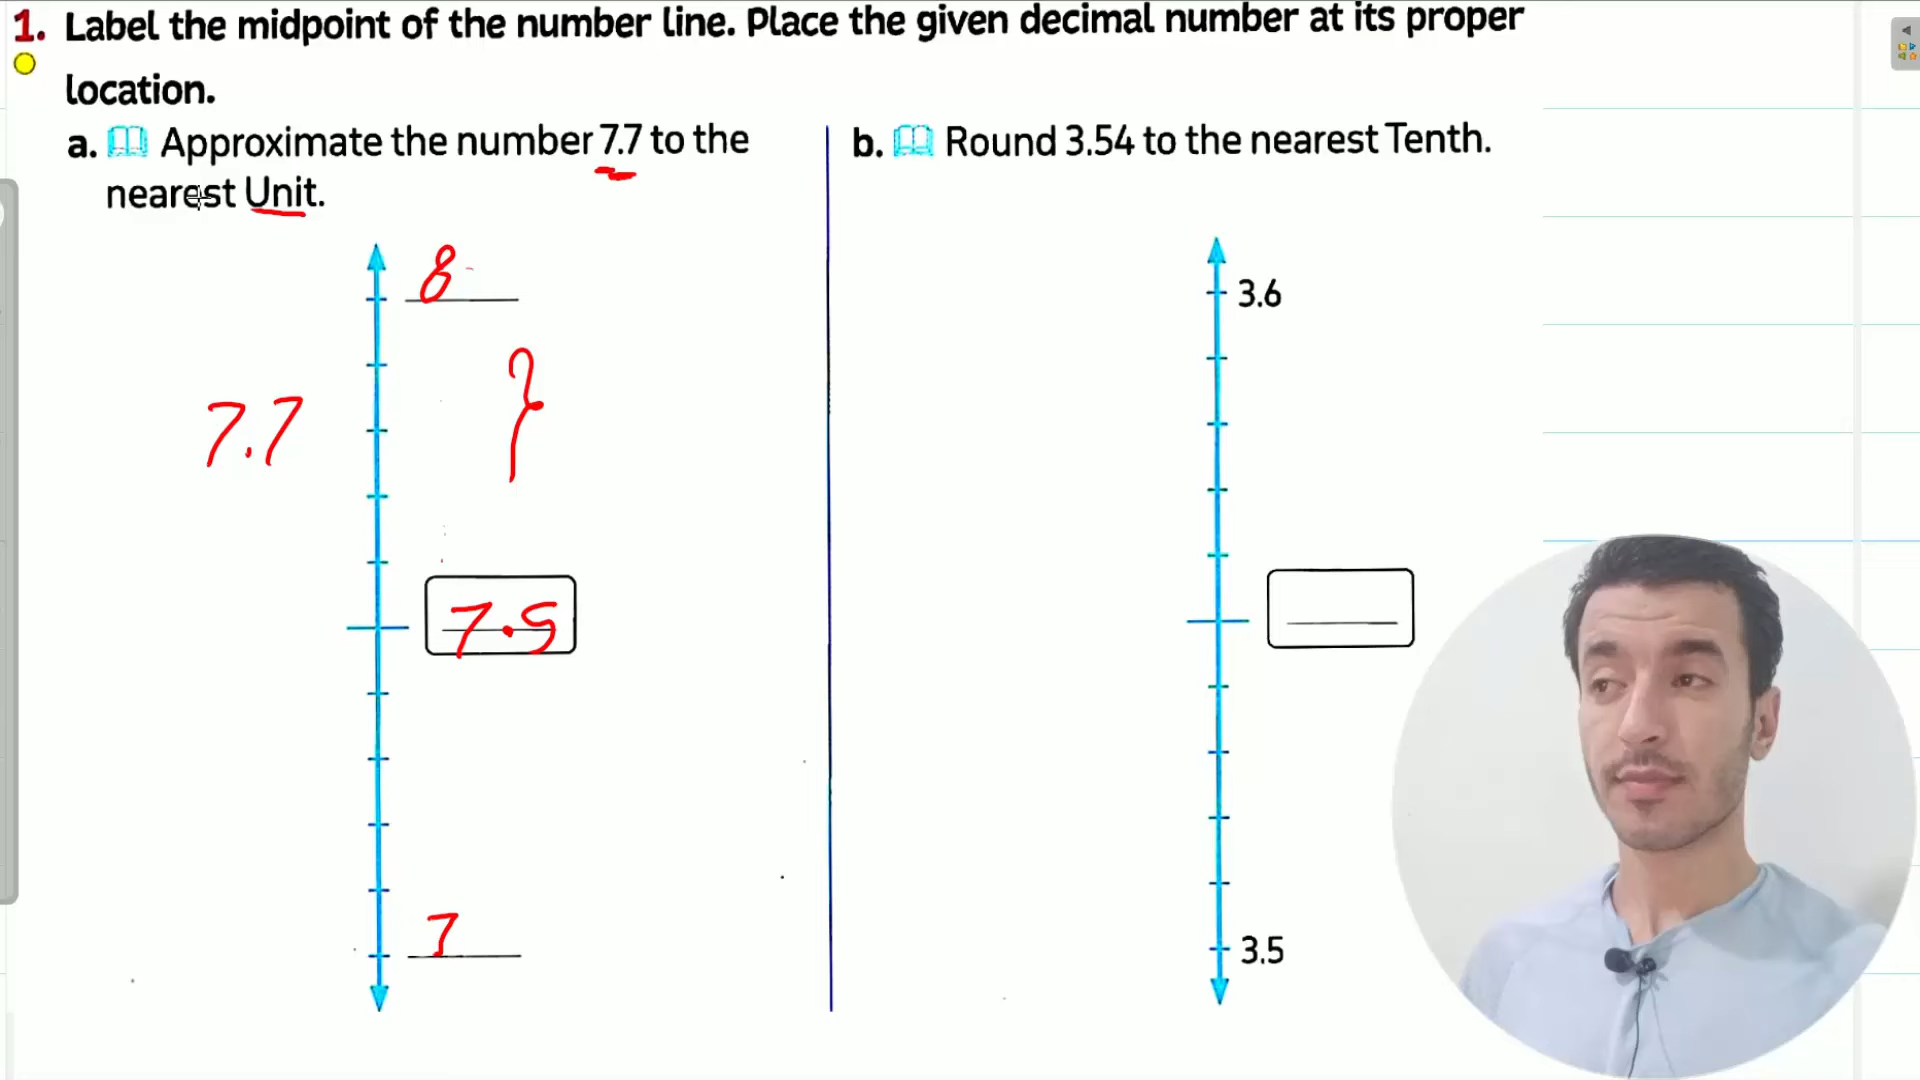 1. Label the midpoint of the number line. Place the given decimal number at its proper
location.
a. Approximate the number 7.7 to the
nearest Unit.
8
7.7
?
7.5
7
b. Round 3.54 to the nearest Tenth.
3.6
3.5